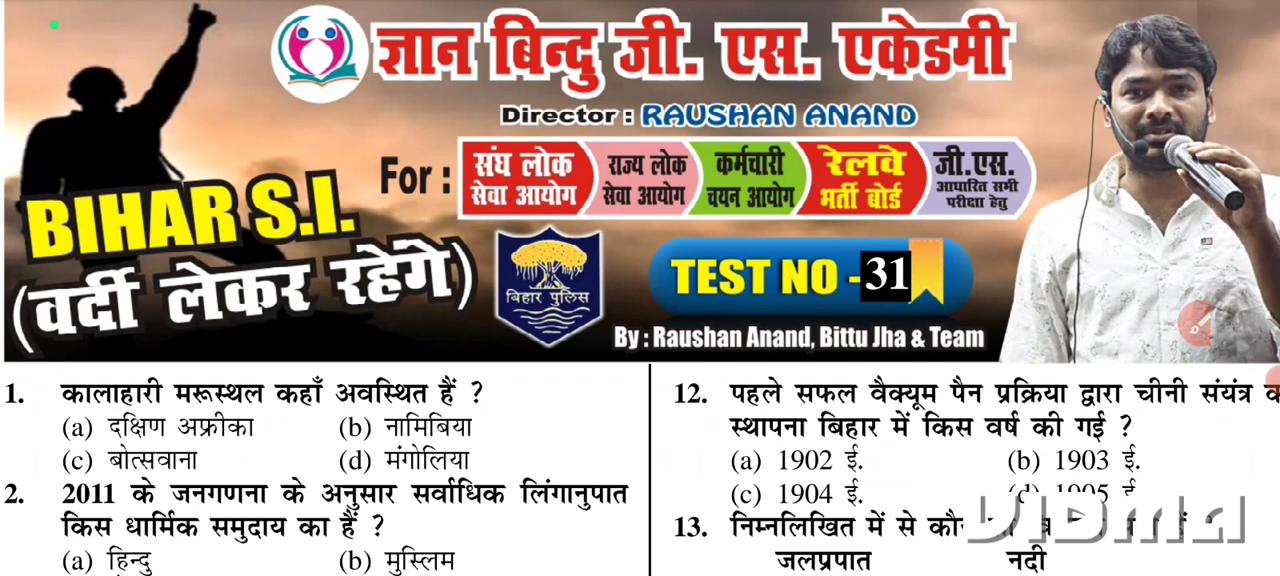 ज्ञान बिन्दु जी. एस. एकेडमी
Director : RAUSHAN ANAND
For :
संघ लोक सेवा आयोग
राज्य लोक सेवा आयोग
कर्मचारी चयन आयोग
रेलवे भर्ती बोर्ड
जी.एस. आधारित सभी परीक्षा हेतु
BIHAR S.I.
(वर्दी लेकर रहेगे)
बिहार पुलिस
TEST NO - 31
By : Raushan Anand, Bittu Jha & Team
1. कालाहारी मरूस्थल कहाँ अवस्थित हैं ?
(a) दक्षिण अफ्रीका (b) नामिबिया
(c) बोत्सवाना (d) मंगोलिया
2. 2011 के जनगणना के अनुसार सर्वाधिक लिंगानुपात
किस धार्मिक समुदाय का हैं ?
(a) हिन्दु (b) मुस्लिम
12. पहले सफल वैक्यूम पैन प्रक्रिया द्वारा चीनी संयंत्र
स्थापना बिहार में किस वर्ष की गई ?
(a) 1902 ई. (b) 1903 ई.
(c) 1904 ई. (d) 1905 ई.
13. निम्नलिखित में से
जलप्रपात नदी
VIDMA